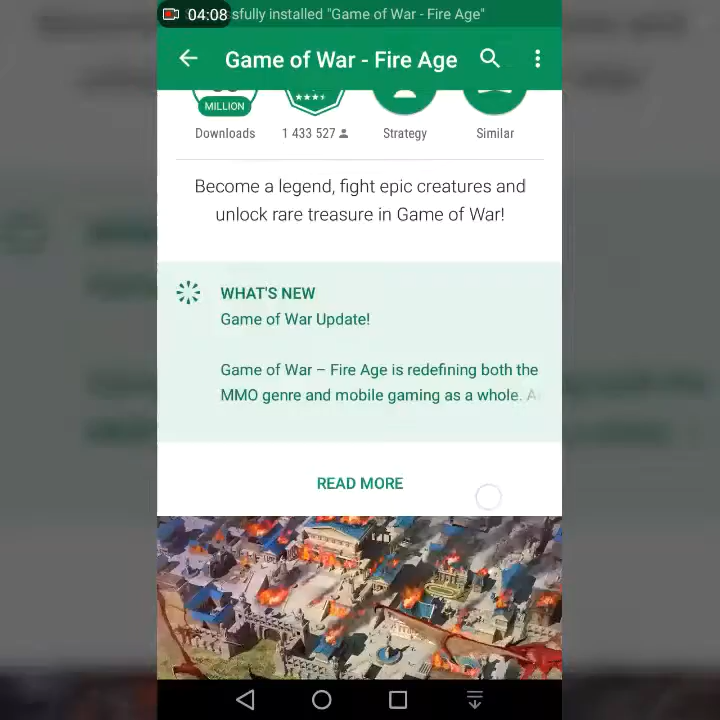 04:08 sfully installed "Game of War - Fire Age"
Game of War - Fire Age
MILLION
Downloads
1 433 527
Strategy
Similar
Become a legend, fight epic creatures and
unlock rare treasure in Game of War!
WHAT'S NEW
Game of War Update!
Game of War – Fire Age is redefining both the
MMO genre and mobile gaming as a whole. A
READ MORE